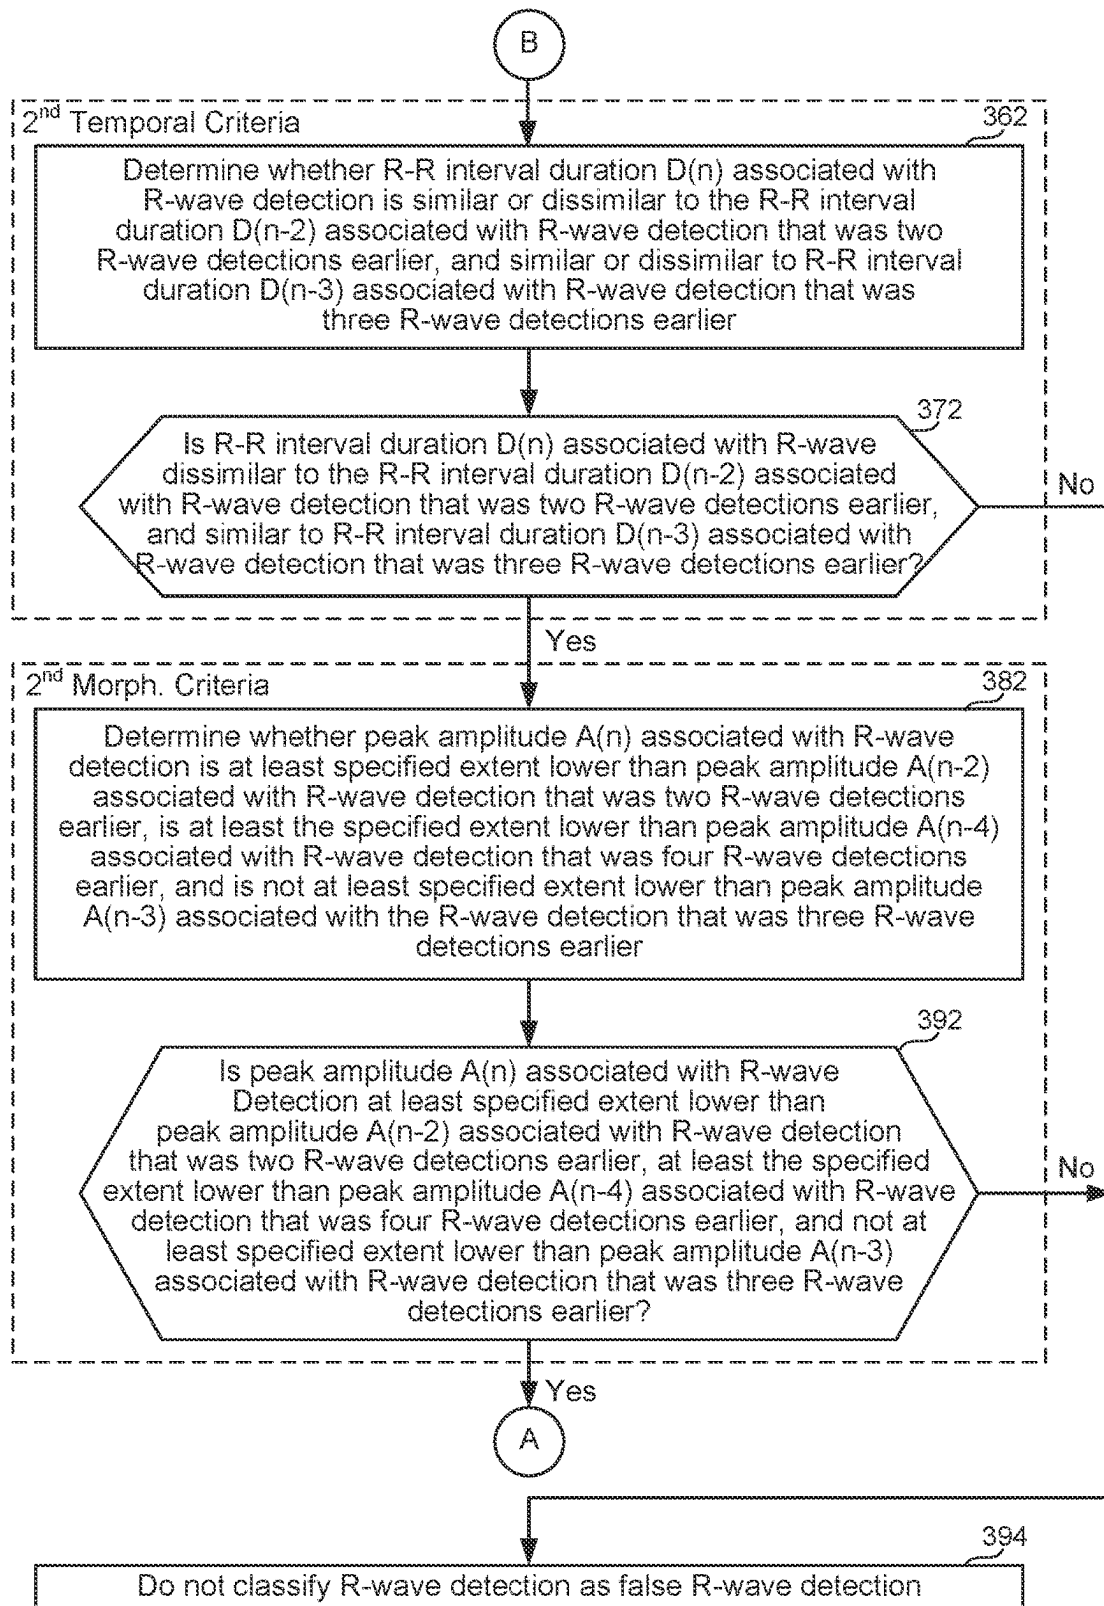 B
2nd Temporal Criteria
362
Determine whether R-R interval duration D(n) associated with
R-wave detection is similar or dissimilar to the R-R interval
duration D(n-2) associated with R-wave detection that was two
R-wave detections earlier, and similar or dissimilar to R-R interval
duration D(n-3) associated with R-wave detection that was
three R-wave detections earlier
372
Is R-R interval duration D(n) associated with R-wave
dissimilar to the R-R interval duration D(n-2) associated
with R-wave detection that was two R-wave detections earlier,
and similar to R-R interval duration D(n-3) associated with
R-wave detection that was three R-wave detections earlier?
No
Yes
2nd Morph. Criteria
382
Determine whether peak amplitude A(n) associated with R-wave
detection is at least specified extent lower than peak amplitude A(n-2)
associated with R-wave detection that was two R-wave detections
earlier, is at least the specified extent lower than peak amplitude A(n-4)
associated with R-wave detection that was four R-wave detections
earlier, and is not at least specified extent lower than peak amplitude
A(n-3) associated with the R-wave detection that was three R-wave
detections earlier
392
Is peak amplitude A(n) associated with R-wave
Detection at least specified extent lower than
peak amplitude A(n-2) associated with R-wave detection
that was two R-wave detections earlier, at least the specified
extent lower than peak amplitude A(n-4) associated with R-wave
detection that was four R-wave detections earlier, and not at
least specified extent lower than peak amplitude A(n-3)
associated with R-wave detection that was three R-wave
detections earlier?
No
Yes
A
394
Do not classify R-wave detection as false R-wave detection